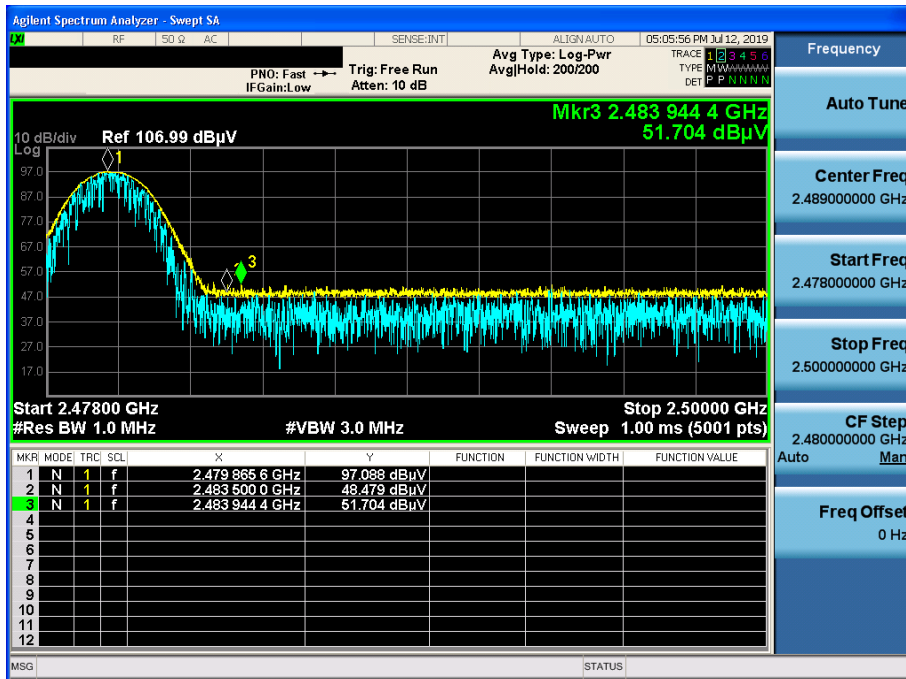 Agilent Spectrum Analyzer - Swept SA
LXI RF 50 Ω AC SENSE:INT ALIGN AUTO 05:05:56 PM Jul 12, 2019
Frequency
PNO: Fast Trig: Free Run Avg Type: Log-Pwr TRACE 1 2 3 4 5 6
IFGain:Low Atten: 10 dB Avg|Hold: 200/200 TYPE M W
DET P P N N N N
Auto Tune
Mkr3 2.483 944 4 GHz
51.704 dBµV
10 dB/div Ref 106.99 dBµV
Log
97.0
87.0
77.0
67.0
57.0
47.0
37.0
27.0
17.0
1
3
Start 2.47800 GHz Stop 2.50000 GHz
#Res BW 1.0 MHz #VBW 3.0 MHz Sweep 1.00 ms (5001 pts)
Center Freq
2.489000000 GHz
Start Freq
2.478000000 GHz
Stop Freq
2.500000000 GHz
CF Step
2.480000000 GHz
Auto Man
Freq Offset
0 Hz
MKR MODE TRC SCL X Y FUNCTION FUNCTION WIDTH FUNCTION VALUE
1 N 1 f 2.479 865 6 GHz 97.088 dBµV
2 N 1 f 2.483 500 0 GHz 48.479 dBµV
3 N 1 f 2.483 944 4 GHz 51.704 dBµV
4
5
6
7
8
9
10
11
12
MSG STATUS